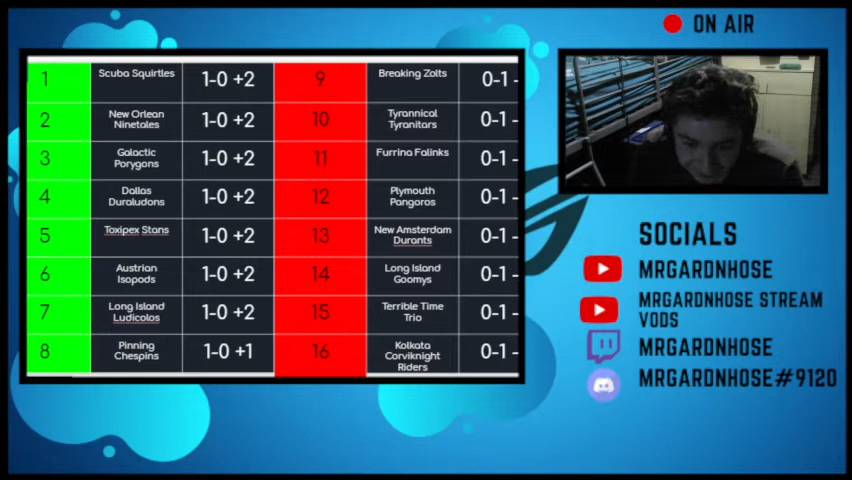 ON AIR
1 Scuba Squirtles 1-0 +2 9 Breaking Zolts 0-1 -
2 New Orlean Ninetales 1-0 +2 10 Tyrannical Tyranitars 0-1 -
3 Galactic Porygons 1-0 +2 11 Furrina Falinks 0-1 -
4 Dallas Duraludons 1-0 +2 12 Plymouth Pangoros 0-1 -
5 Toxipex Stans 1-0 +2 13 New Amsterdam Durants 0-1 -
6 Austrian Isopods 1-0 +2 14 Long Island Goomys 0-1 -
7 Long Island Ludicolos 1-0 +2 15 Terrible Time Trio 0-1 -
8 Pinning Chespins 1-0 +1 16 Kolkata Corviknight Riders 0-1 -
SOCIALS
MRGARDNHOSE
MRGARDNHOSE STREAM
VODS
MRGARDNHOSE
MRGARDNHOSE#9120